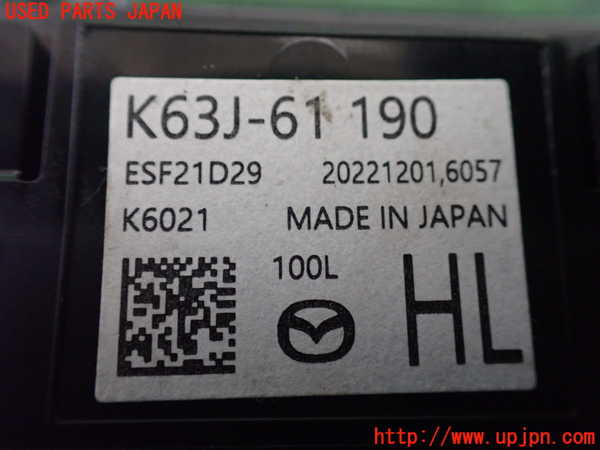 USED PARTS JAPAN
K63J-61 190
ESF21D29 20221201,6057
K6021 MADE IN JAPAN
100L HL
http://www.upjpn.com/